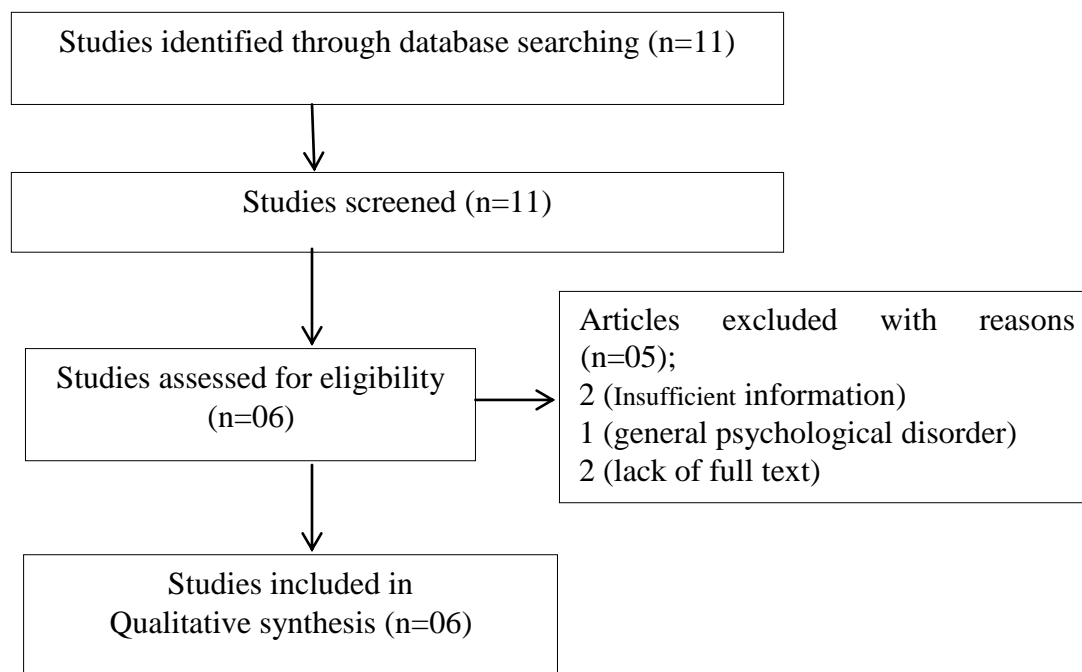 Studies identified through database searching (n=11)
Studies screened (n=11)
Studies assessed for eligibility
(n=06)
Articles excluded with reasons
(n=05);
2 (Insufficient information)
1 (general psychological disorder)
2 (lack of full text)
Studies included in
Qualitative synthesis (n=06)